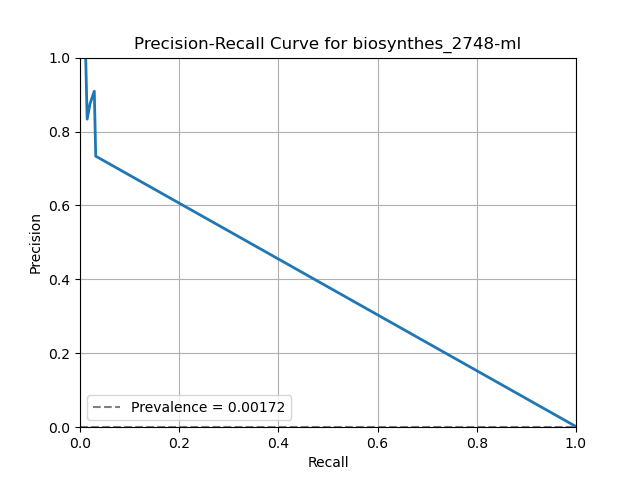 Precision-Recall Curve for biosynthes_2748-ml
1.0
0.8
0.6
0.4
0.2
0.0
Precision
Prevalence = 0.00172
0.0 0.2 0.4 0.6 0.8 1.0
Recall